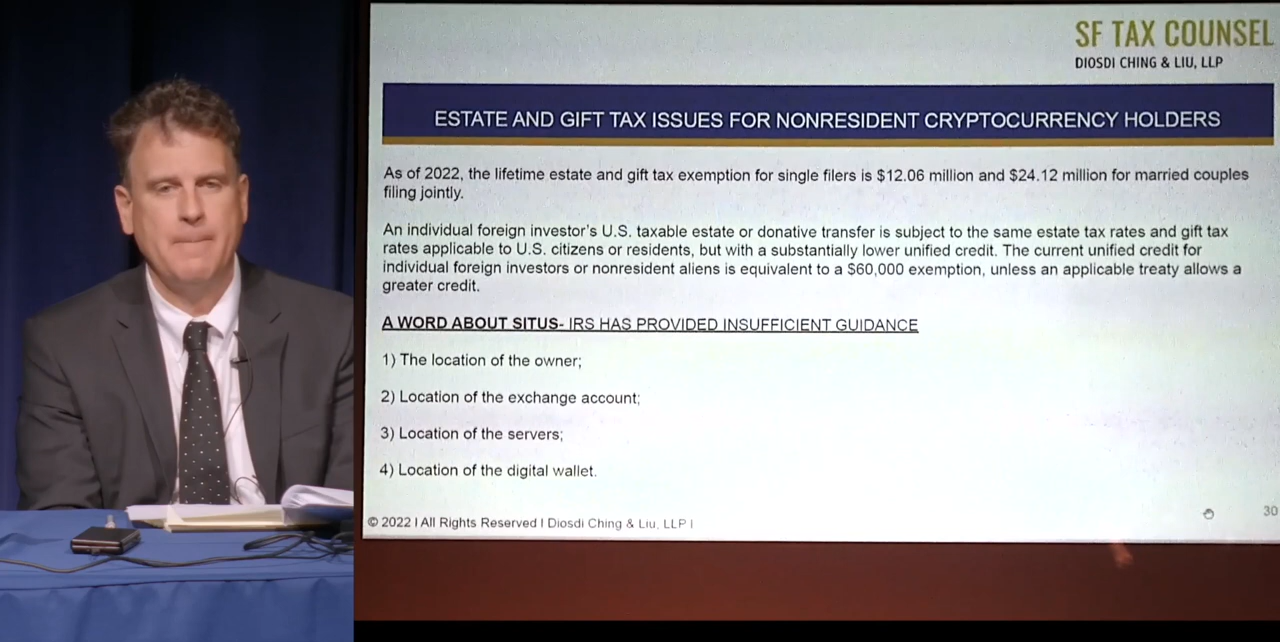 SF TAX COUNSEL
DIOSDI CHING & LIU, LLP
ESTATE AND GIFT TAX ISSUES FOR NONRESIDENT CRYPTOCURRENCY HOLDERS
As of 2022, the lifetime estate and gift tax exemption for single filers is $12.06 million and $24.12 million for married couples
filing jointly.
An individual foreign investor's U.S. taxable estate or donative transfer is subject to the same estate tax rates and gift tax
rates applicable to U.S. citizens or residents, but with a substantially lower unified credit. The current unified credit for
individual foreign investors or nonresident aliens is equivalent to a $60,000 exemption, unless an applicable treaty allows a
greater credit.
A WORD ABOUT SITUS- IRS HAS PROVIDED INSUFFICIENT GUIDANCE
1) The location of the owner;
2) Location of the exchange account;
3) Location of the servers;
4) Location of the digital wallet.
© 2022 I All Rights Reserved I Diosdi Ching & Liu, LLP I
30